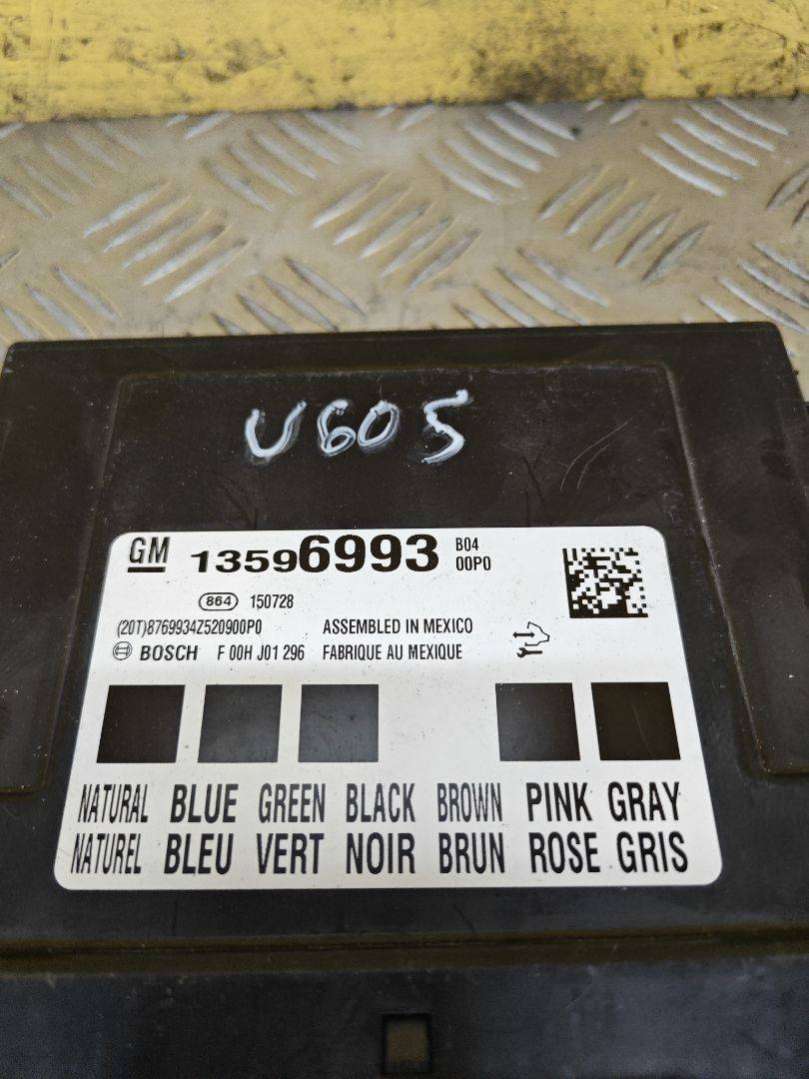 U605
GM 13596993 B04
00P0
864 150728
(20T)8769934Z520900P0 ASSEMBLED IN MEXICO
BOSCH F 00H J01 296 FABRIQUE AU MEXIQUE
NATURAL BLUE GREEN BLACK BROWN PINK GRAY
NATUREL BLEU VERT NOIR BRUN ROSE GRIS